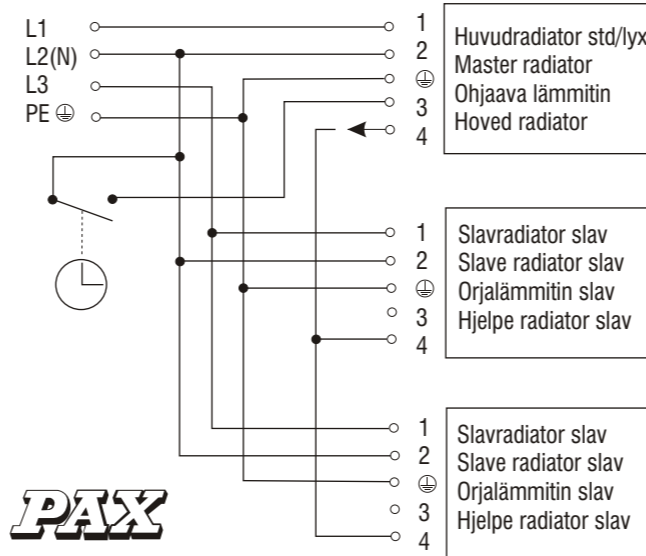 L1
L2(N)
L3
PE ⏚
1
2
⏚
3
4
Huvudradiator std/lyx
Master radiator
Ohjaava lämmitin
Hoved radiator
1
2
⏚
3
4
Slavradiator slav
Slave radiator slav
Orjalämmitin slav
Hjelpe radiator slav
1
2
⏚
3
4
Slavradiator slav
Slave radiator slav
Orjalämmitin slav
Hjelpe radiator slav
PAX